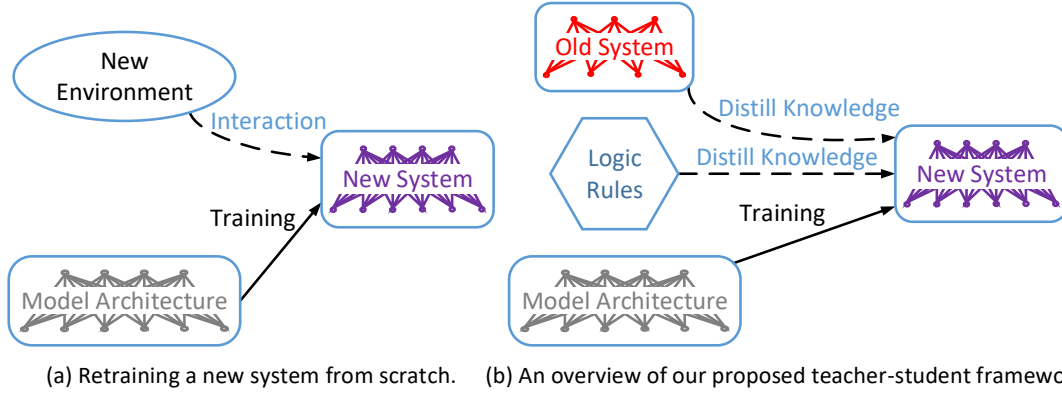 New
Environment
Interaction
New System
Training
Model Architecture
(a) Retraining a new system from scratch.
Old System
Distill Knowledge
Logic
Rules
Distill Knowledge
New System
Training
Model Architecture
(b) An overview of our proposed teacher-student framewo